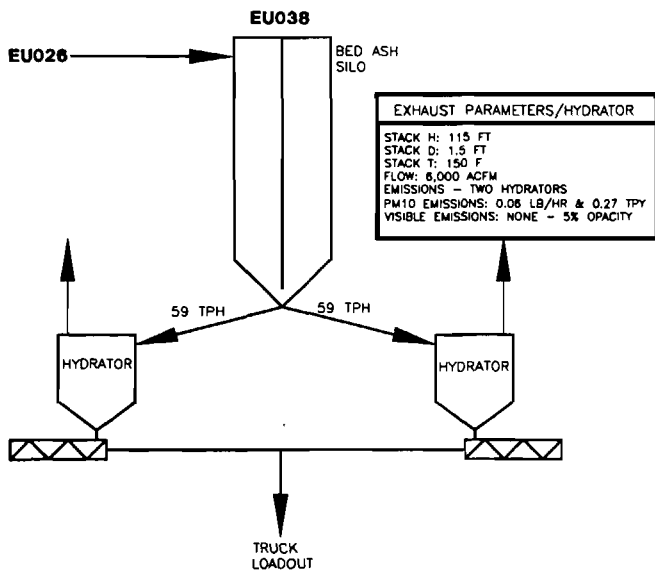 EU038
EU026
BED ASH
SILO
EXHAUST PARAMETERS/HYDRATOR
STACK H: 115 FT
STACK D: 1.5 FT
STACK T: 150 F
FLOW: 6,000 ACFM
EMISSIONS – TWO HYDRATORS
PM10 EMISSIONS: 0.06 LB/HR & 0.27 TPY
VISIBLE EMISSIONS: NONE – 5% OPACITY
59 TPH
59 TPH
HYDRATOR
HYDRATOR
TRUCK
LOADOUT